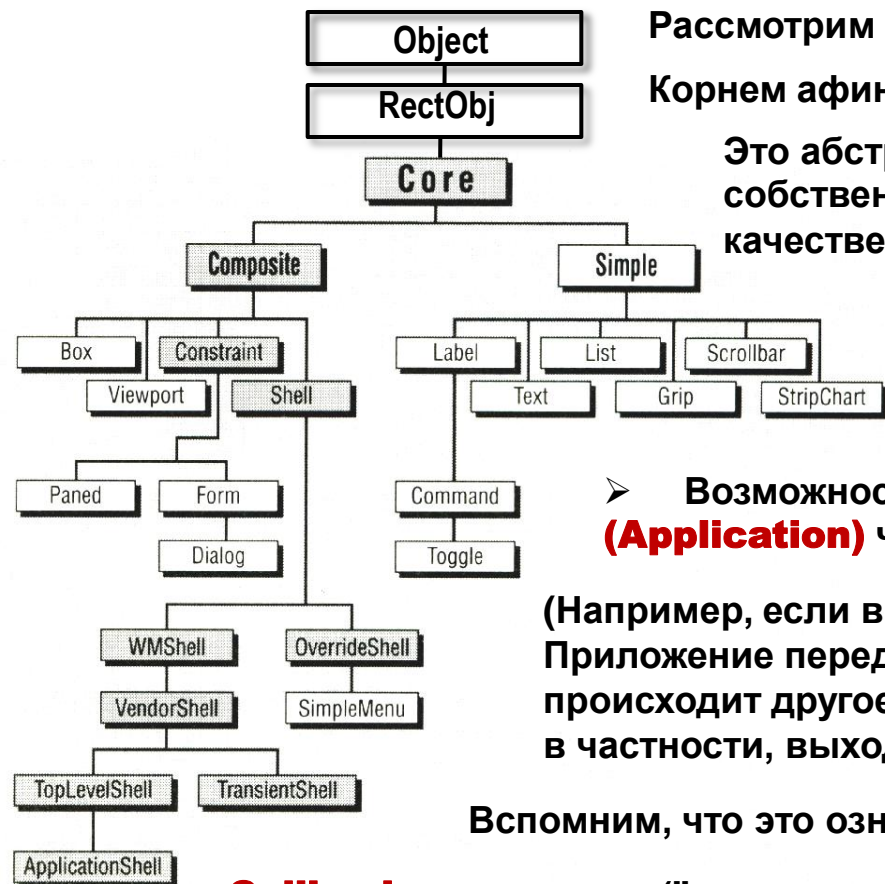 Object
Рассмотрим
RectObj
Корнем афин
Это абстр
Core
собствен
качестве
Composite
Simple
Box
Constraint
Label
List
Scrollbar
Viewport
Shell
Text
Grip
StripChart
Paned
Form
Command
➢ Возможнос
(Application) ч
Dialog
Toggle
(Например, если в
WMShell
OverrideShell
Приложение перед
VendorShell
SimpleMenu
происходит другое
в частности, выход
TopLevelShell
TransientShell
Вспомним, что это озн
ApplicationShell